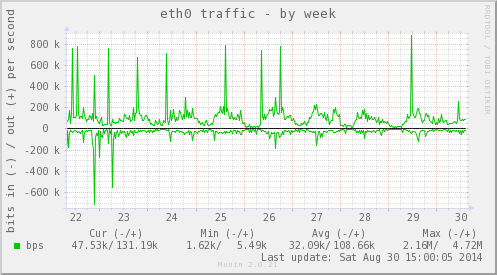 eth0 traffic - by week
RRDTOOL / TOBI OETIKER
bits in (-) / out (+) per second
800 k
600 k
400 k
200 k
0
-200 k
-400 k
-600 k
22 23 24 25 26 27 28 29 30
Cur (-/+) Min (-/+) Avg (-/+) Max (-/+)
bps 47.53k/131.19k 1.62k/ 5.49k 32.09k/108.66k 2.16M/ 4.72M
Last update: Sat Aug 30 15:00:05 2014
Munin 2.0.21